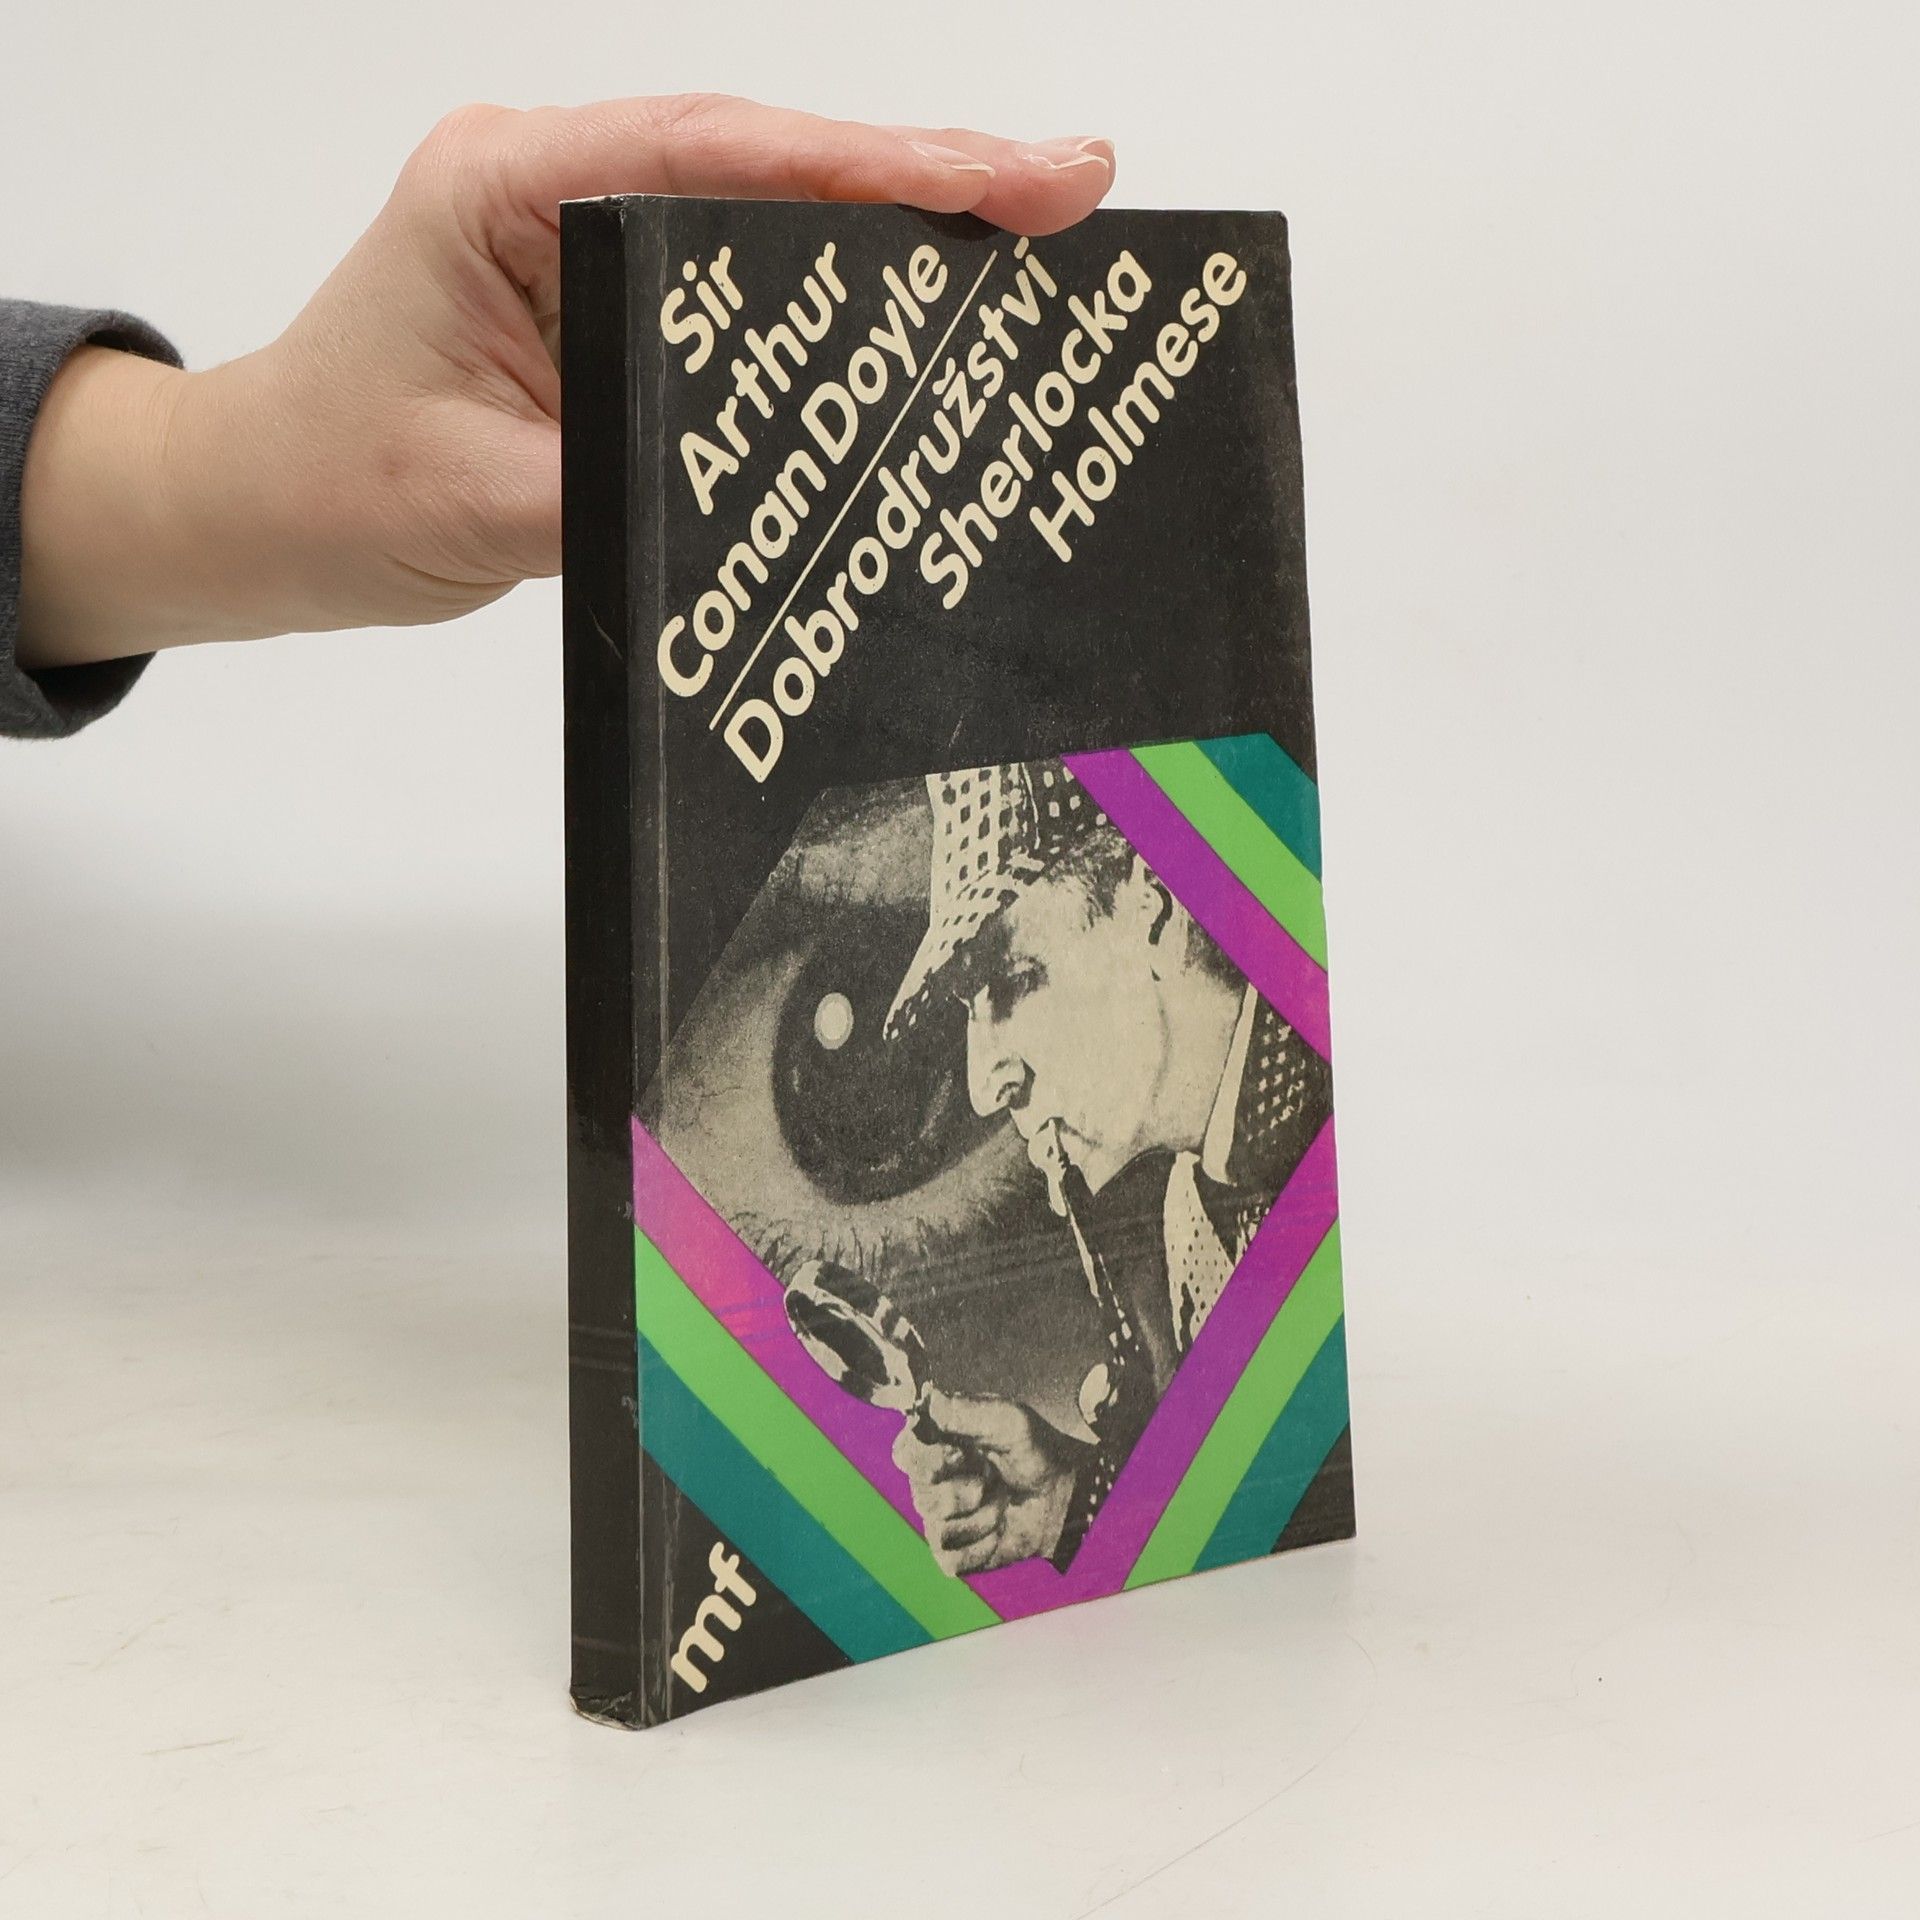 Sir
Arthur
Conan Doyle
Dobrodružství
Sherlocka
Holmese
mf